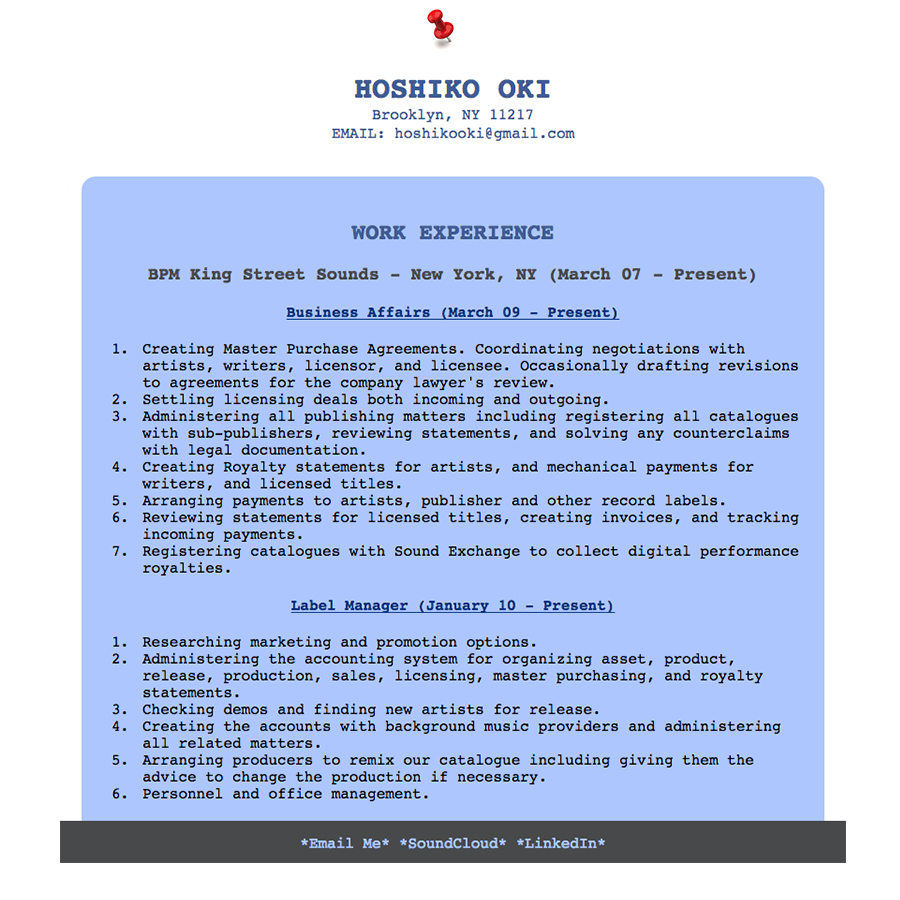 HOSHIKO OKI
Brooklyn, NY 11217
EMAIL: hoshikooki@gmail.com
WORK EXPERIENCE
BPM King Street Sounds - New York, NY (March 07 - Present)
Business Affairs (March 09 - Present)
1. Creating Master Purchase Agreements. Coordinating negotiations with
artists, writers, licensor, and licensee. Occasionally drafting revisions
to agreements for the company lawyer's review.
2. Settling licensing deals both incoming and outgoing.
3. Administering all publishing matters including registering all catalogues
with sub-publishers, reviewing statements, and solving any counterclaims
with legal documentation.
4. Creating Royalty statements for artists, and mechanical payments for
writers, and licensed titles.
5. Arranging payments to artists, publisher and other record labels.
6. Reviewing statements for licensed titles, creating invoices, and tracking
incoming payments.
7. Registering catalogues with Sound Exchange to collect digital performance
royalties.
Label Manager (January 10 - Present)
1. Researching marketing and promotion options.
2. Administering the accounting system for organizing asset, product,
release, production, sales, licensing, master purchasing, and royalty
statements.
3. Checking demos and finding new artists for release.
4. Creating the accounts with background music providers and administering
all related matters.
5. Arranging producers to remix our catalogue including giving them the
advice to change the production if necessary.
6. Personnel and office management.
*Email Me* *SoundCloud* *LinkedIn*